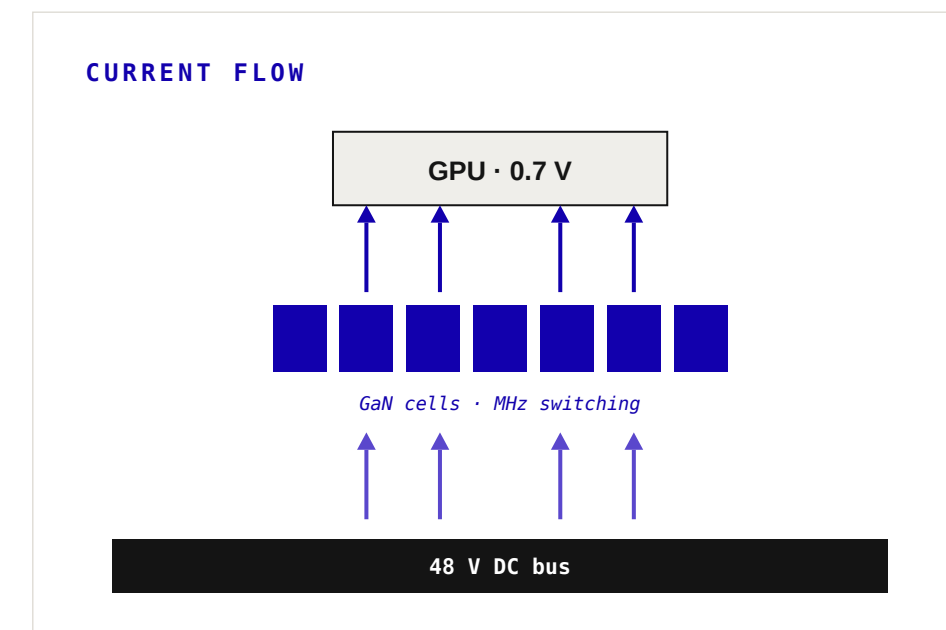 CURRENT FLOW
GPU · 0.7 V
GaN cells · MHz switching
48 V DC bus